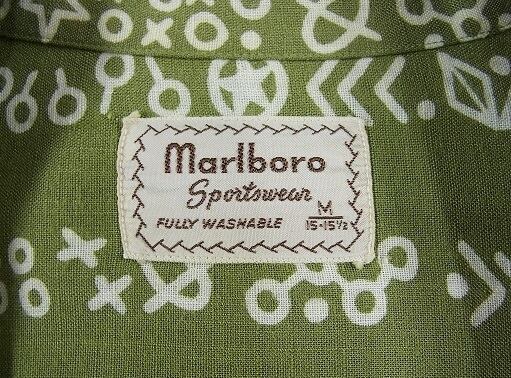 Marlboro
Sportswear
FULLY WASHABLE
M
15-15½